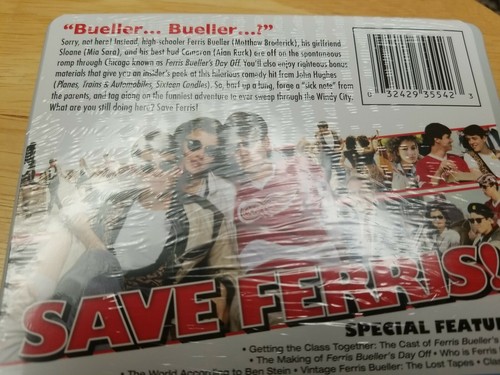 “Bueller... Bueller...?”
Sorry, not here! Instead, high-schooler Ferris Bueller (Matthew Broderick), his girlfriend
Sloane (Mia Sara), and his best bud Cameron (Alan Ruck) are off on the spontaneous
romp through Chicago known as Ferris Bueller's Day Off. You'll also enjoy righteous bonus
materials that give you an insider's peek at this hilarious comedy hit from John Hughes
(Planes, Trains & Automobiles, Sixteen Candles). So, boot up a tung, forge a “sick note” from
the parents, and tag along on the funniest adventure to ever sweep through the Windy City.
What are you still doing here? Save Ferris!
0 32429 35542 3
SAVE FERRIS!
SPECIAL FEATU
• Getting the Class Together: The Cast of Ferris Bueller's
• The Making of Ferris Bueller's Day Off • Who is Ferris
• The World According to Ben Stein • Vintage Ferris Bueller: The Lost Tapes • Clas